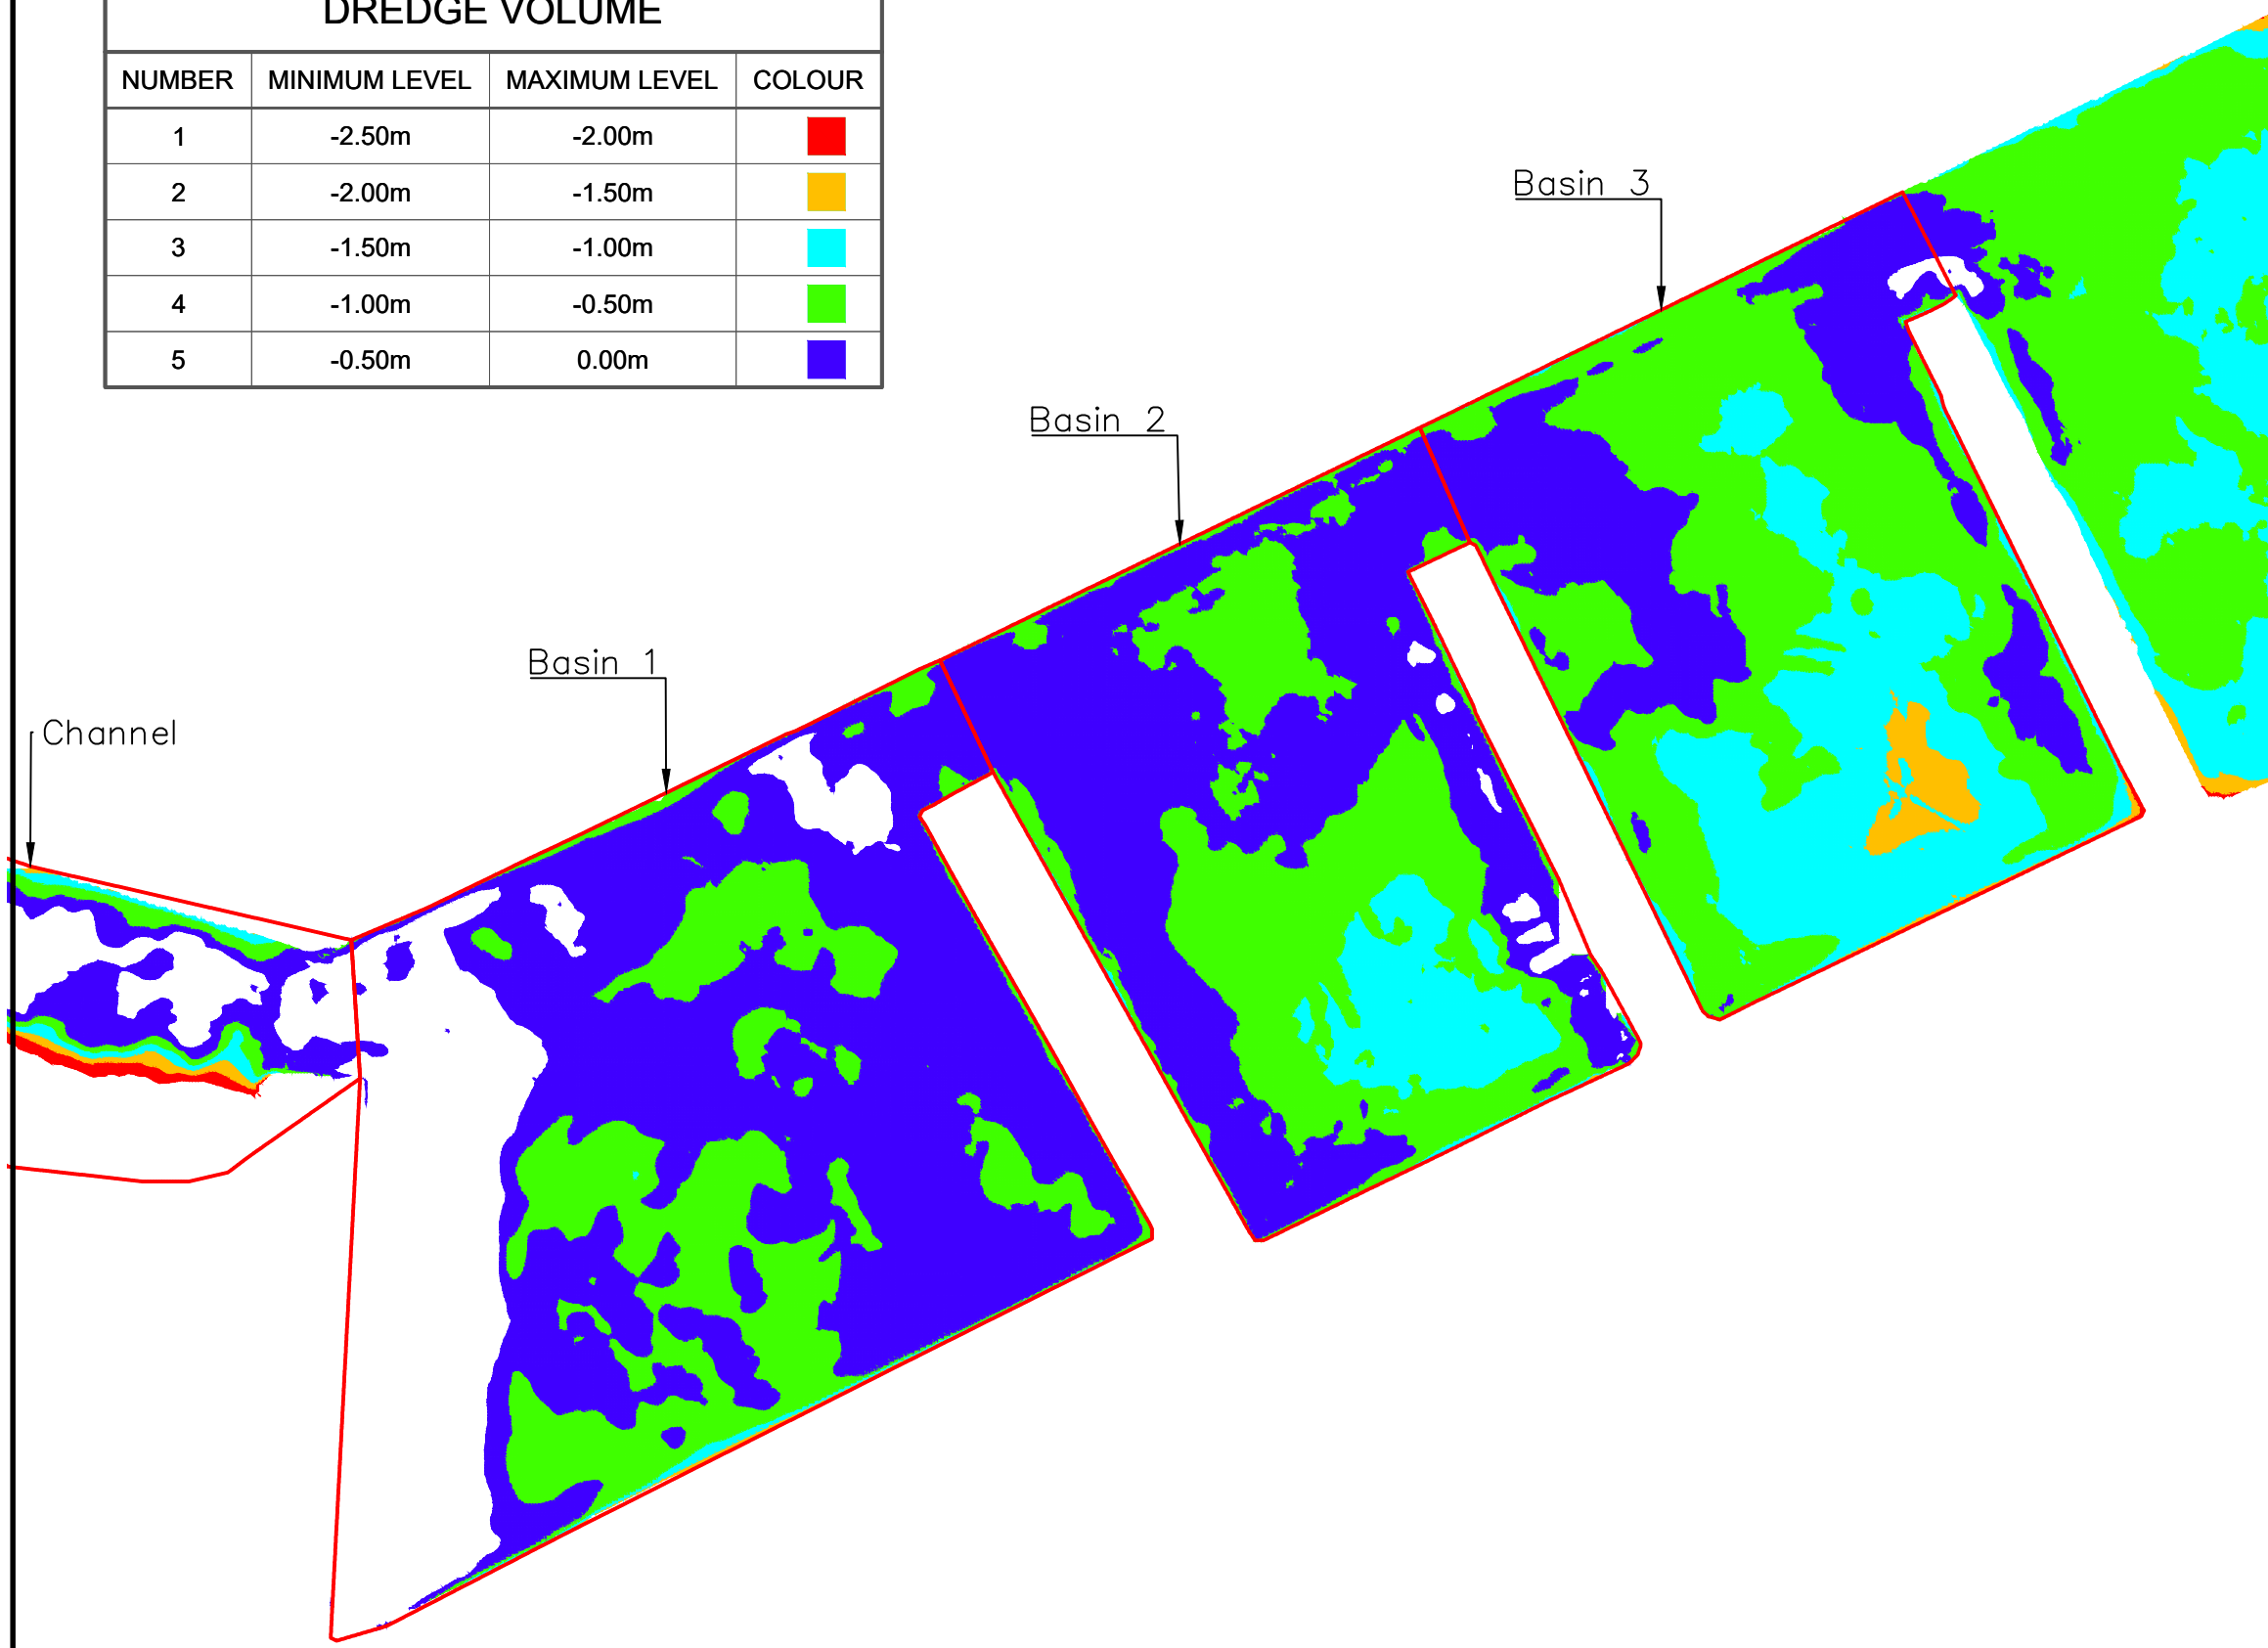 DREDGE VOLUME
NUMBER MINIMUM LEVEL MAXIMUM LEVEL COLOUR
1 -2.50m -2.00m
2 -2.00m -1.50m
3 -1.50m -1.00m
4 -1.00m -0.50m
5 -0.50m 0.00m
Basin 3
Basin 2
Basin 1
Channel